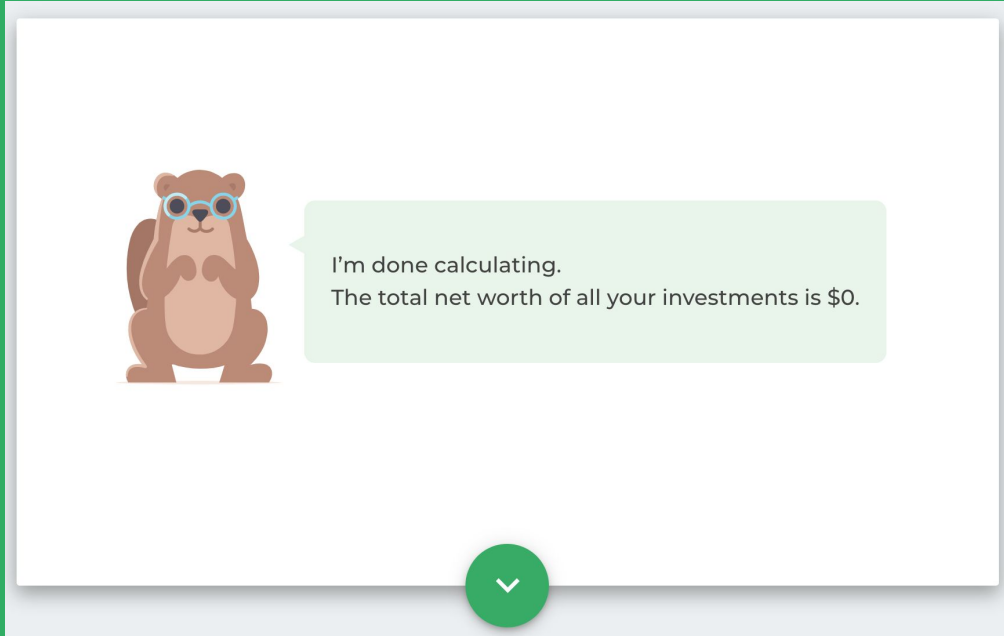 I’m done calculating.
The total net worth of all your investments is $0.